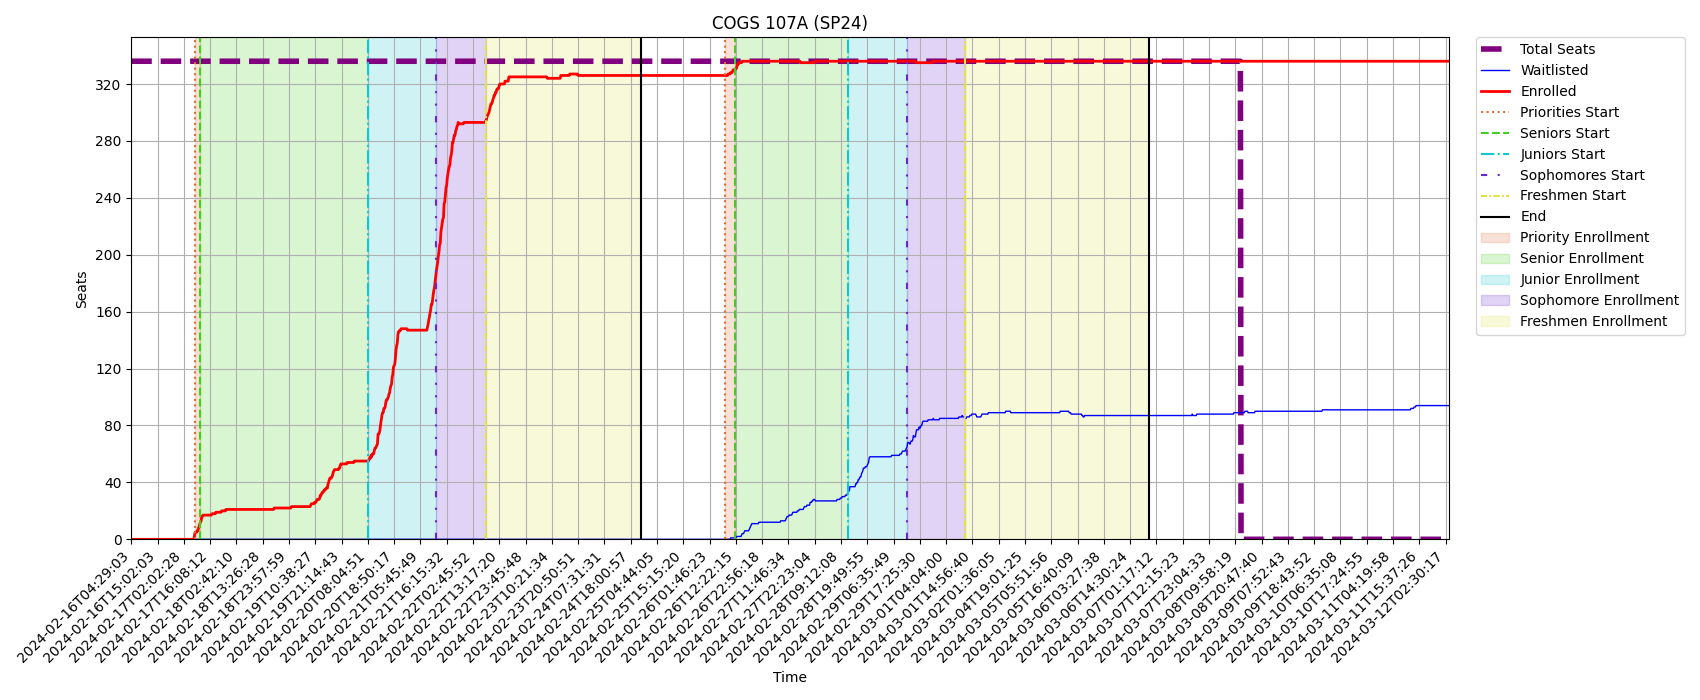 COGS 107A (SP24)
Total Seats
Waitlisted
Enrolled
Priorities Start
Seniors Start
Juniors Start
Sophomores Start
Freshmen Start
End
Priority Enrollment
Senior Enrollment
Junior Enrollment
Sophomore Enrollment
Freshmen Enrollment
Seats
320
280
240
200
160
120
80
40
0
2024-02-16T04:29:03
2024-02-16T15:02:03
2024-02-17T02:02:28
2024-02-17T16:08:12
2024-02-18T02:42:10
2024-02-18T13:26:28
2024-02-18T23:57:59
2024-02-19T10:38:27
2024-02-19T21:14:43
2024-02-20T08:04:51
2024-02-20T18:50:17
2024-02-21T05:45:49
2024-02-21T16:15:32
2024-02-22T02:45:52
2024-02-22T13:17:20
2024-02-22T23:45:48
2024-02-23T10:21:34
2024-02-23T20:50:51
2024-02-24T07:31:31
2024-02-24T18:00:57
2024-02-25T04:44:05
2024-02-25T15:15:20
2024-02-26T01:46:23
2024-02-26T12:22:15
2024-02-26T22:56:18
2024-02-27T11:46:34
2024-02-27T22:23:04
2024-02-28T09:12:08
2024-02-28T19:49:55
2024-02-29T06:35:49
2024-02-29T17:25:30
2024-03-01T04:04:00
2024-03-01T14:56:40
2024-03-02T01:36:05
2024-03-04T19:01:25
2024-03-05T05:51:56
2024-03-05T16:40:09
2024-03-06T03:27:38
2024-03-06T14:30:24
2024-03-07T01:17:12
2024-03-07T12:15:23
2024-03-07T23:04:33
2024-03-08T09:58:19
2024-03-08T20:47:40
2024-03-09T07:52:43
2024-03-09T18:43:52
2024-03-10T06:35:08
2024-03-10T17:24:55
2024-03-11T04:19:58
2024-03-11T15:37:26
2024-03-12T02:30:17
Time